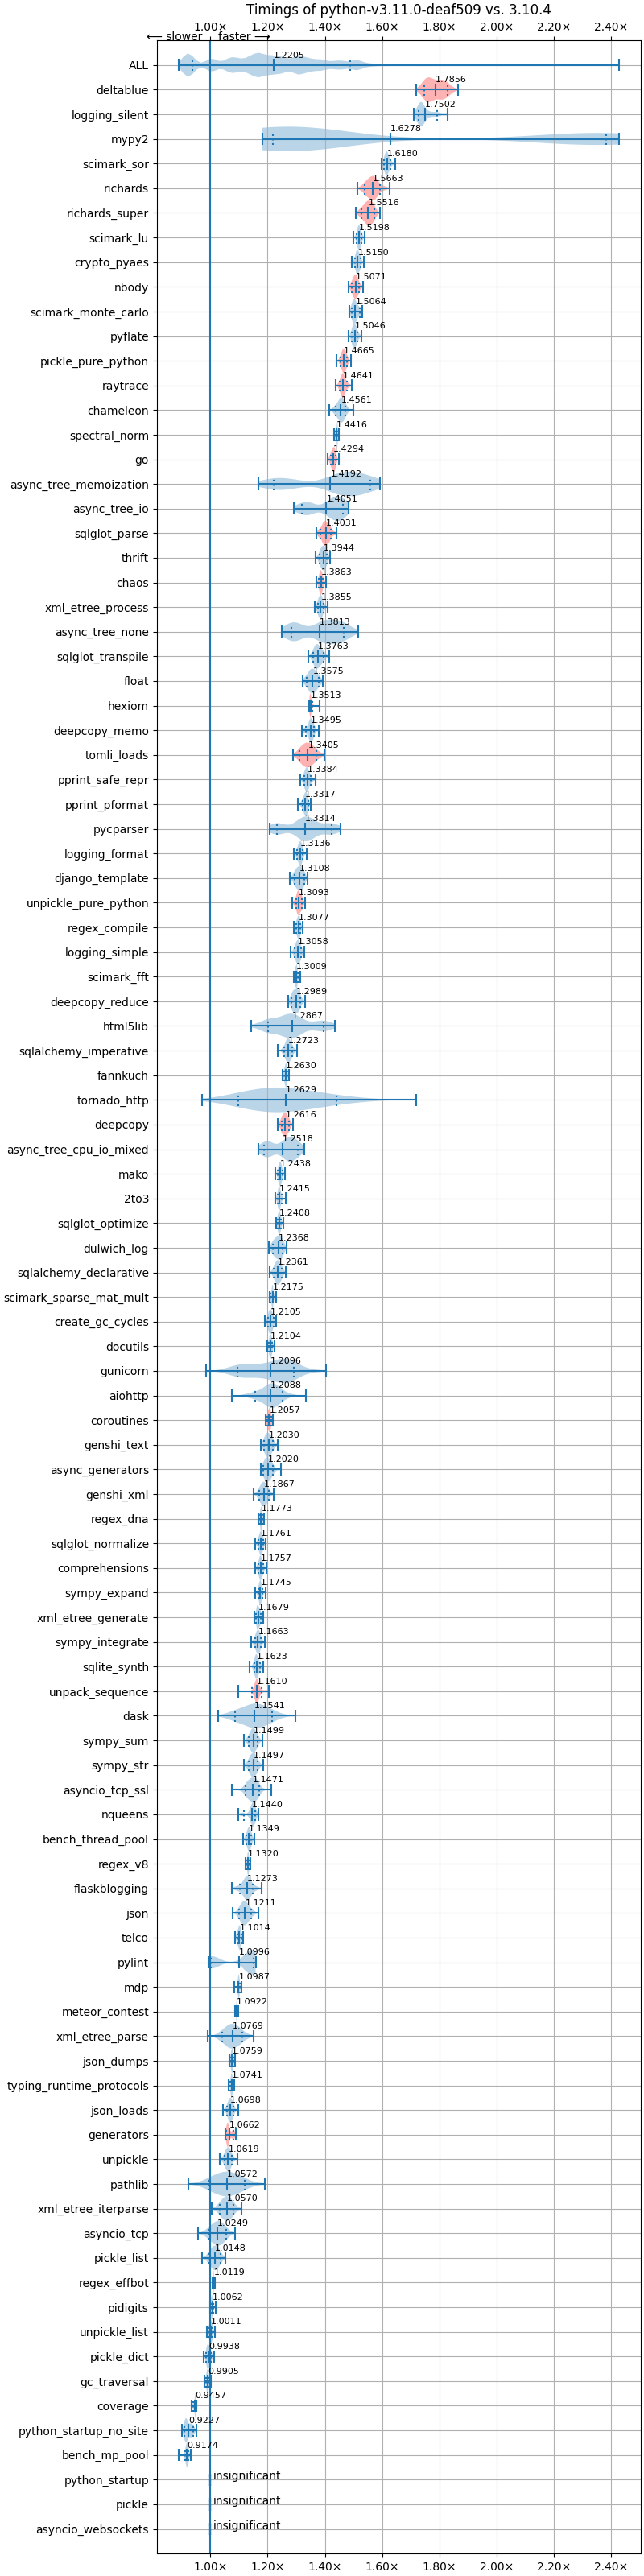 Timings of python-v3.11.0-deaf509 vs. 3.10.4
1.00× 1.20× 1.40× 1.60× 1.80× 2.00× 2.20× 2.40×
⟵ slower faster ⟶
ALL 1.2205
deltablue 1.7856
logging_silent 1.7502
mypy2 1.6278
scimark_sor 1.6180
richards 1.5663
richards_super 1.5516
scimark_lu 1.5198
crypto_pyaes 1.5150
nbody 1.5071
scimark_monte_carlo 1.5064
pyflate 1.5046
pickle_pure_python 1.4665
raytrace 1.4641
chameleon 1.4561
spectral_norm 1.4416
go 1.4294
async_tree_memoization 1.4192
async_tree_io 1.4051
sqlglot_parse 1.4031
thrift 1.3944
chaos 1.3863
xml_etree_process 1.3855
async_tree_none 1.3813
sqlglot_transpile 1.3763
float 1.3575
hexiom 1.3513
deepcopy_memo 1.3495
tomli_loads 1.3405
pprint_safe_repr 1.3384
pprint_pformat 1.3317
pycparser 1.3314
logging_format 1.3136
django_template 1.3108
unpickle_pure_python 1.3093
regex_compile 1.3077
logging_simple 1.3058
scimark_fft 1.3009
deepcopy_reduce 1.2989
html5lib 1.2867
sqlalchemy_imperative 1.2723
fannkuch 1.2630
tornado_http 1.2629
deepcopy 1.2616
async_tree_cpu_io_mixed 1.2518
mako 1.2438
2to3 1.2415
sqlglot_optimize 1.2408
dulwich_log 1.2368
sqlalchemy_declarative 1.2361
scimark_sparse_mat_mult 1.2175
create_gc_cycles 1.2105
docutils 1.2104
gunicorn 1.2096
aiohttp 1.2088
coroutines 1.2057
genshi_text 1.2030
async_generators 1.2020
genshi_xml 1.1867
regex_dna 1.1773
sqlglot_normalize 1.1761
comprehensions 1.1757
sympy_expand 1.1745
xml_etree_generate 1.1679
sympy_integrate 1.1663
sqlite_synth 1.1623
unpack_sequence 1.1610
dask 1.1541
sympy_sum 1.1499
sympy_str 1.1497
asyncio_tcp_ssl 1.1471
nqueens 1.1440
bench_thread_pool 1.1349
regex_v8 1.1320
flaskblogging 1.1273
json 1.1211
telco 1.1014
pylint 1.0996
mdp 1.0987
meteor_contest 1.0922
xml_etree_parse 1.0769
json_dumps 1.0759
typing_runtime_protocols 1.0741
json_loads 1.0698
generators 1.0662
unpickle 1.0619
pathlib 1.0572
xml_etree_iterparse 1.0570
asyncio_tcp 1.0249
pickle_list 1.0148
regex_effbot 1.0119
pidigits 1.0062
unpickle_list 1.0011
pickle_dict 0.9938
gc_traversal 0.9905
coverage 0.9457
python_startup_no_site 0.9227
bench_mp_pool 0.9174
python_startup insignificant
pickle insignificant
asyncio_websockets insignificant
1.00× 1.20× 1.40× 1.60× 1.80× 2.00× 2.20× 2.40×